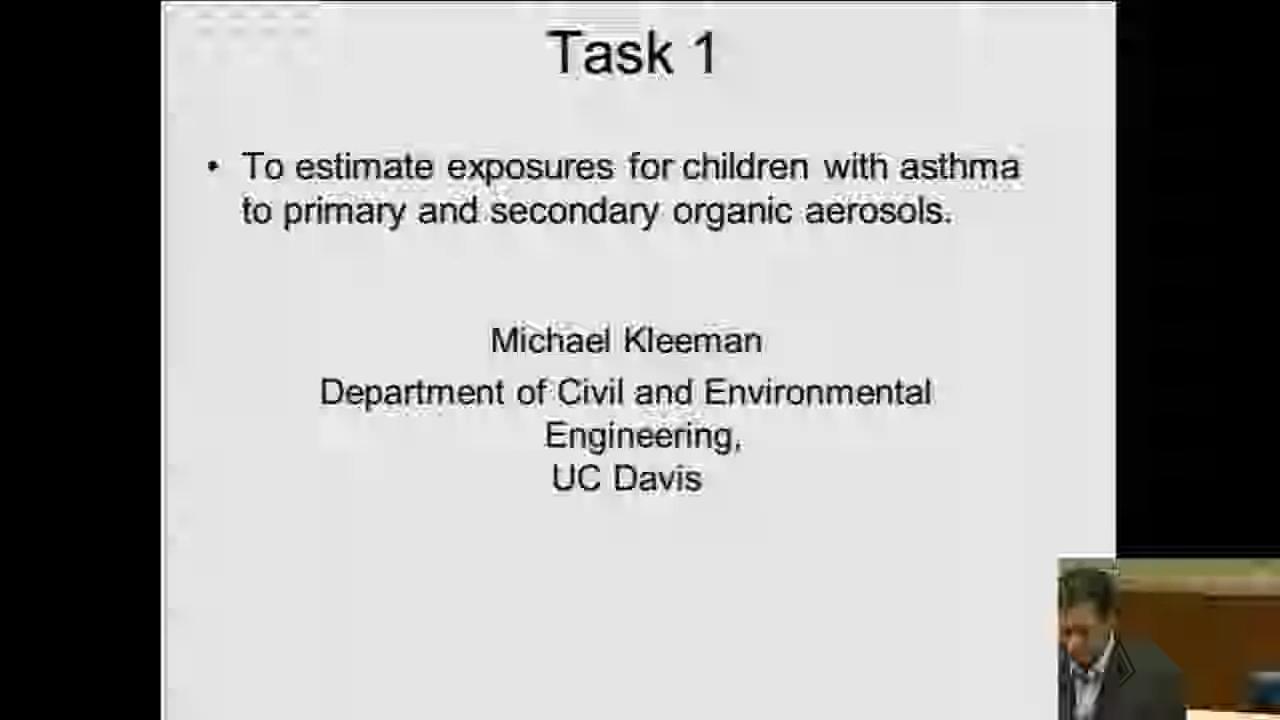 Task 1
• To estimate exposures for children with asthma
to primary and secondary organic aerosols.
Michael Kleeman
Department of Civil and Environmental
Engineering,
UC Davis